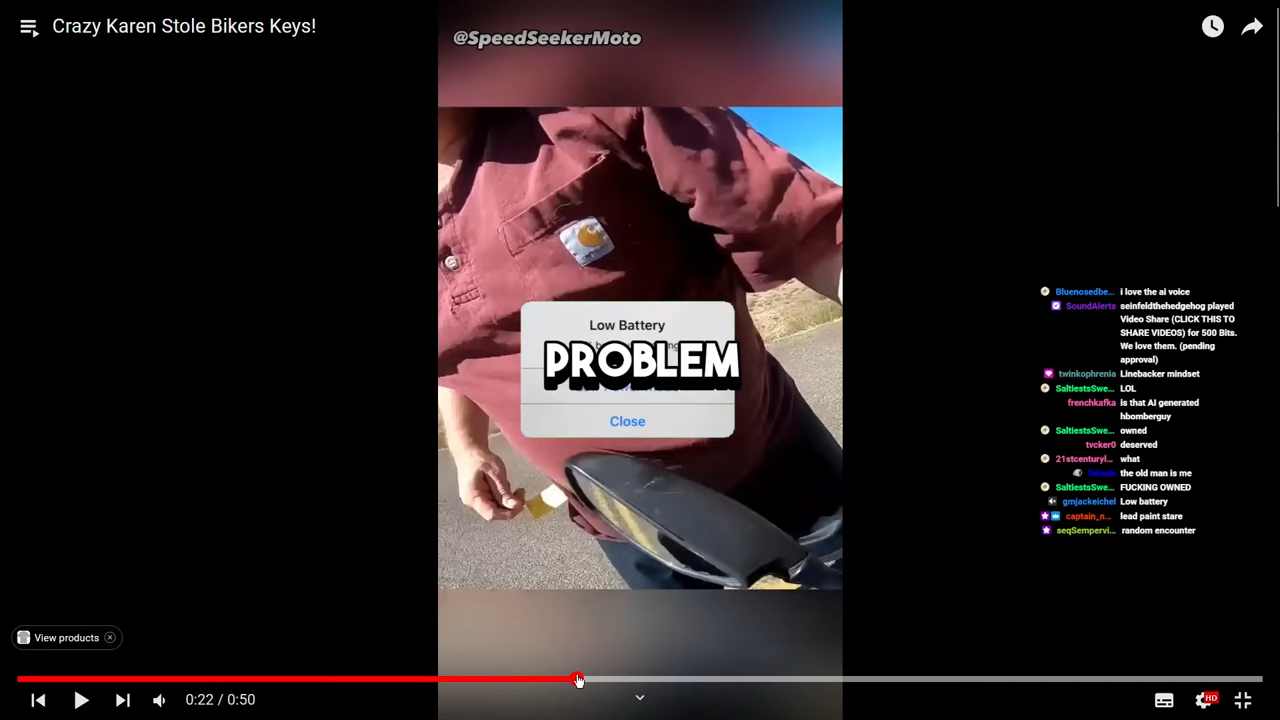 Crazy Karen Stole Bikers Keys!
@SpeedSeekerMoto
Low Battery
PROBLEM
Close
Bluenosedbe... i love the ai voice
SoundAlerts seinfeldthehedgehog played
Video Share (CLICK THIS TO
SHARE VIDEOS) for 500 Bits.
We love them. (pending
approval)
twinkophrenia Linebacker mindset
SaltiestsSwe... LOL
frenchkafka is that AI generated
hbomberguy
SaltiestsSwe... owned
tvcker0 deserved
21stcenturyl... what
the old man is me
SaltiestsSwe... FUCKING OWNED
gmjackeichel Low battery
captain_n... lead paint stare
seqSempervi... random encounter
View products
0:22 / 0:50
HD